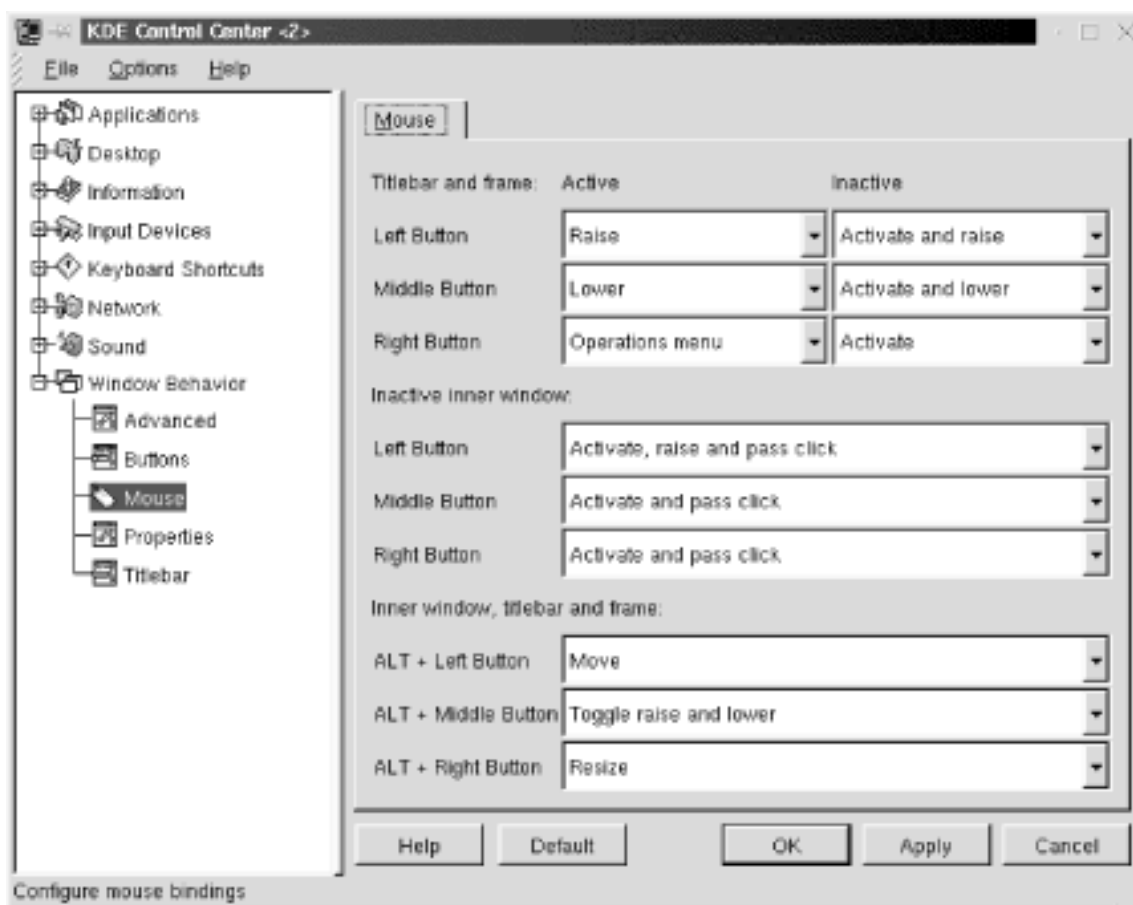 KDE Control Center <2>
File Options Help
Applications
Desktop
Information
Input Devices
Keyboard Shortcuts
Network
Sound
Window Behavior
Advanced
Buttons
Mouse
Properties
Titlebar
Mouse
Titlebar and frame: Active Inactive
Left Button Raise Activate and raise
Middle Button Lower Activate and lower
Right Button Operations menu Activate
Inactive inner window:
Left Button Activate, raise and pass click
Middle Button Activate and pass click
Right Button Activate and pass click
Inner window, titlebar and frame:
ALT + Left Button Move
ALT + Middle Button Toggle raise and lower
ALT + Right Button Resize
Help Default OK Apply Cancel
Configure mouse bindings